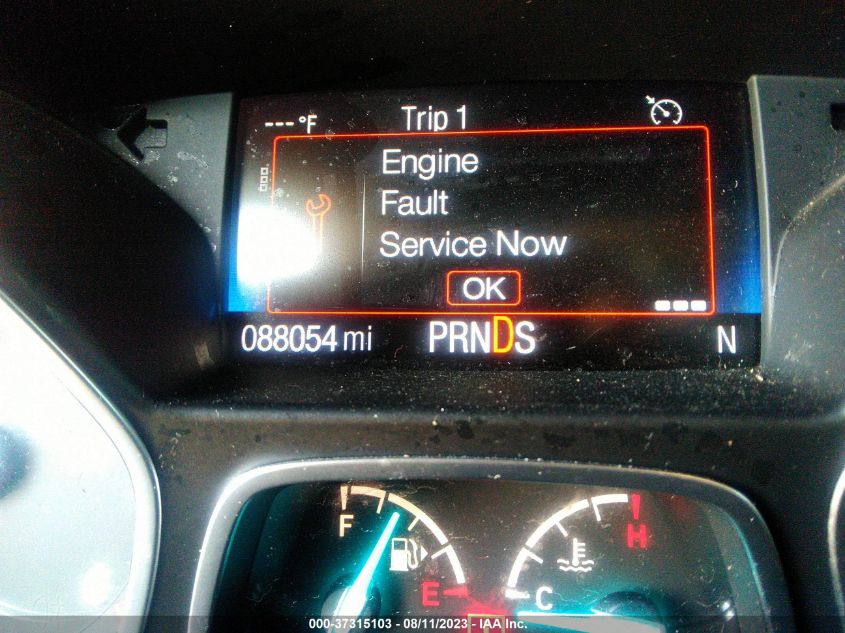 ---°F Trip 1
Engine
Fault
Service Now
OK
088054 mi PRNDS N
F
E
H
C
000-37315103 - 08/11/2023 - IAA Inc.